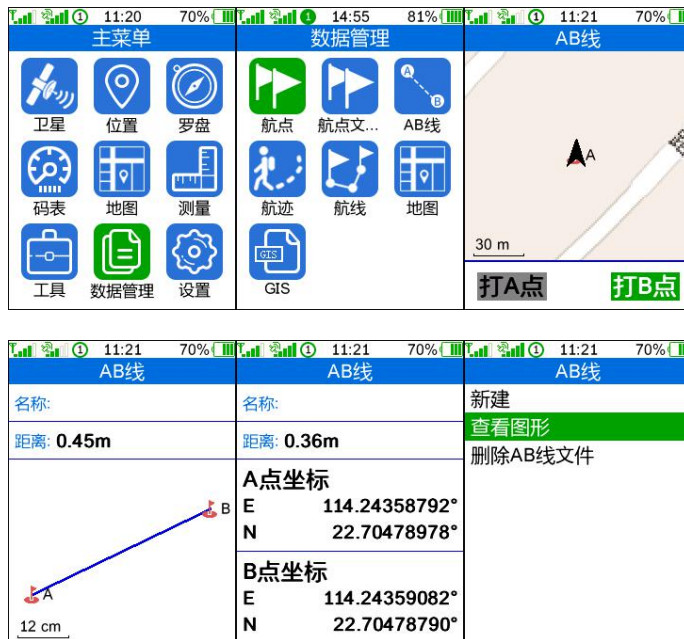 11:20 70%
主菜单
卫星 位置 罗盘
码表 地图 测量
工具 数据管理 设置
1 14:55 81%
数据管理
航点 航点文... AB线
航迹 航线 地图
GIS
GIS
1 11:21 70%
AB线
A
30 m
打A点 打B点
1 11:21 70%
AB线
名称:
距离: 0.45m
B
A
12 cm
1 11:21 70%
AB线
名称:
距离: 0.36m
A点坐标
E 114.24358792°
N 22.70478978°
B点坐标
E 114.24359082°
N 22.70478790°
1 11:21 70%
AB线
新建
查看图形
删除AB线文件